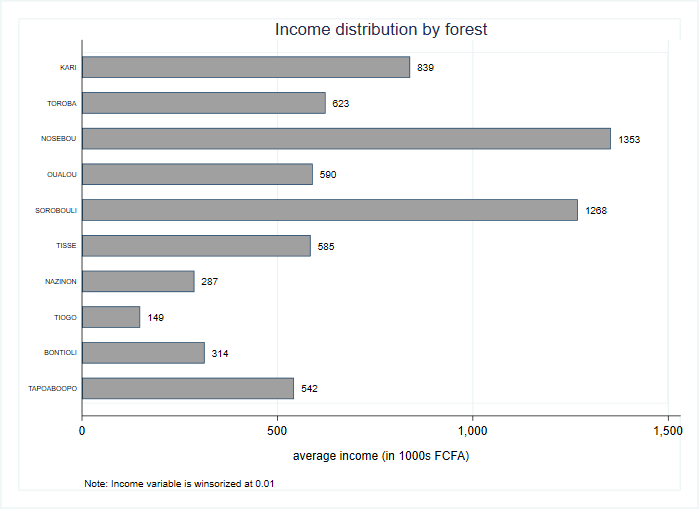 Income distribution by forest
KARI 839
TOROBA 623
NOSEBOU 1353
OUALOU 590
SOROBOULI 1268
TISSE 585
NAZINON 287
TIOGO 149
BONTIOLI 314
TAPOABOOPO 542
0 500 1,000 1,500
average income (in 1000s FCFA)
Note: Income variable is winsorized at 0.01